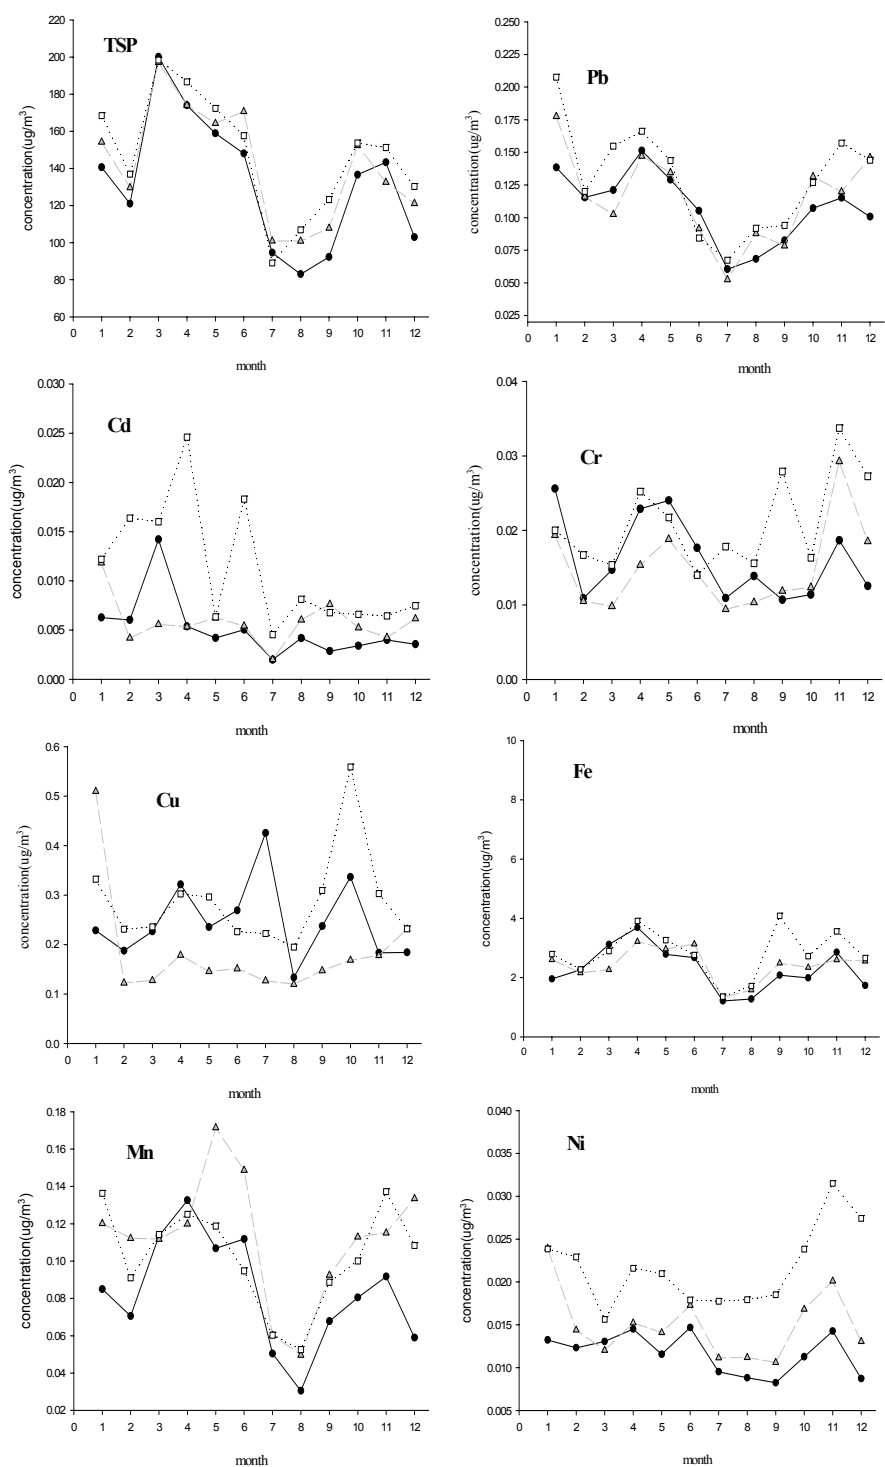 TSP
concentration(ug/m³)
220
200
180
160
140
120
100
80
60
0 1 2 3 4 5 6 7 8 9 10 11 12
month
Pb
concentration(ug/m³)
0.250
0.225
0.200
0.175
0.150
0.125
0.100
0.075
0.050
0.025
0 1 2 3 4 5 6 7 8 9 10 11 12
month
Cd
concentration(ug/m³)
0.030
0.025
0.020
0.015
0.010
0.005
0.000
0 1 2 3 4 5 6 7 8 9 10 11 12
month
Cr
concentration(ug/m³)
0.04
0.03
0.02
0.01
0.00
0 1 2 3 4 5 6 7 8 9 10 11 12
month
Cu
concentration(ug/m³)
0.6
0.5
0.4
0.3
0.2
0.1
0.0
0 1 2 3 4 5 6 7 8 9 10 11 12
month
Fe
concentration(ug/m³)
10
8
6
4
2
0
0 1 2 3 4 5 6 7 8 9 10 11 12
month
Mn
concentration(ug/m³)
0.18
0.16
0.14
0.12
0.10
0.08
0.06
0.04
0.02
0 1 2 3 4 5 6 7 8 9 10 11 12
month
Ni
concentration(ug/m³)
0.040
0.035
0.030
0.025
0.020
0.015
0.010
0.005
0 1 2 3 4 5 6 7 8 9 10 11 12
month